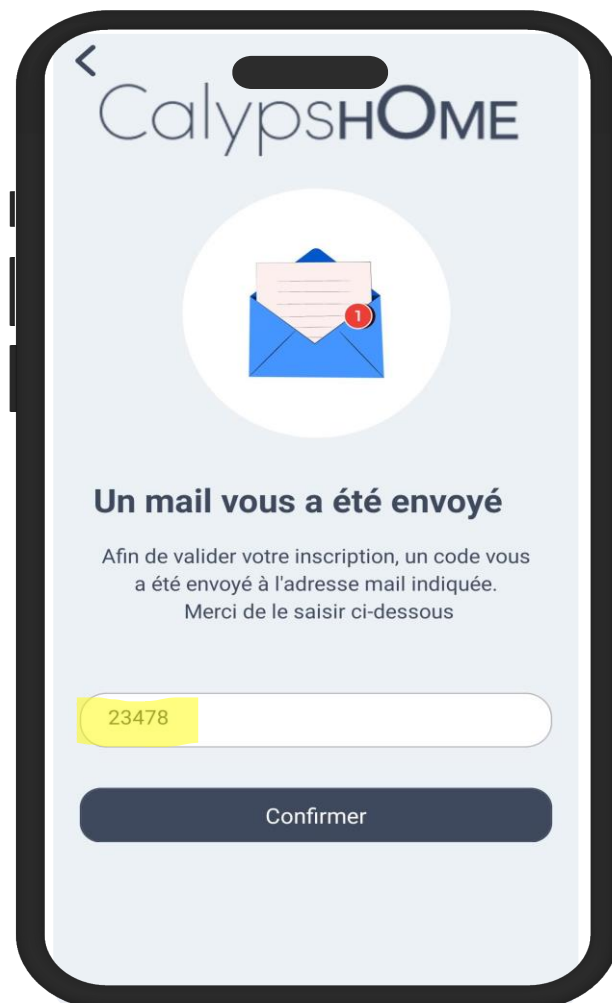 CalypsHOME
1
Un mail vous a été envoyé
Afin de valider votre inscription, un code vous
a été envoyé à l'adresse mail indiquée.
Merci de le saisir ci-dessous
23478
Confirmer